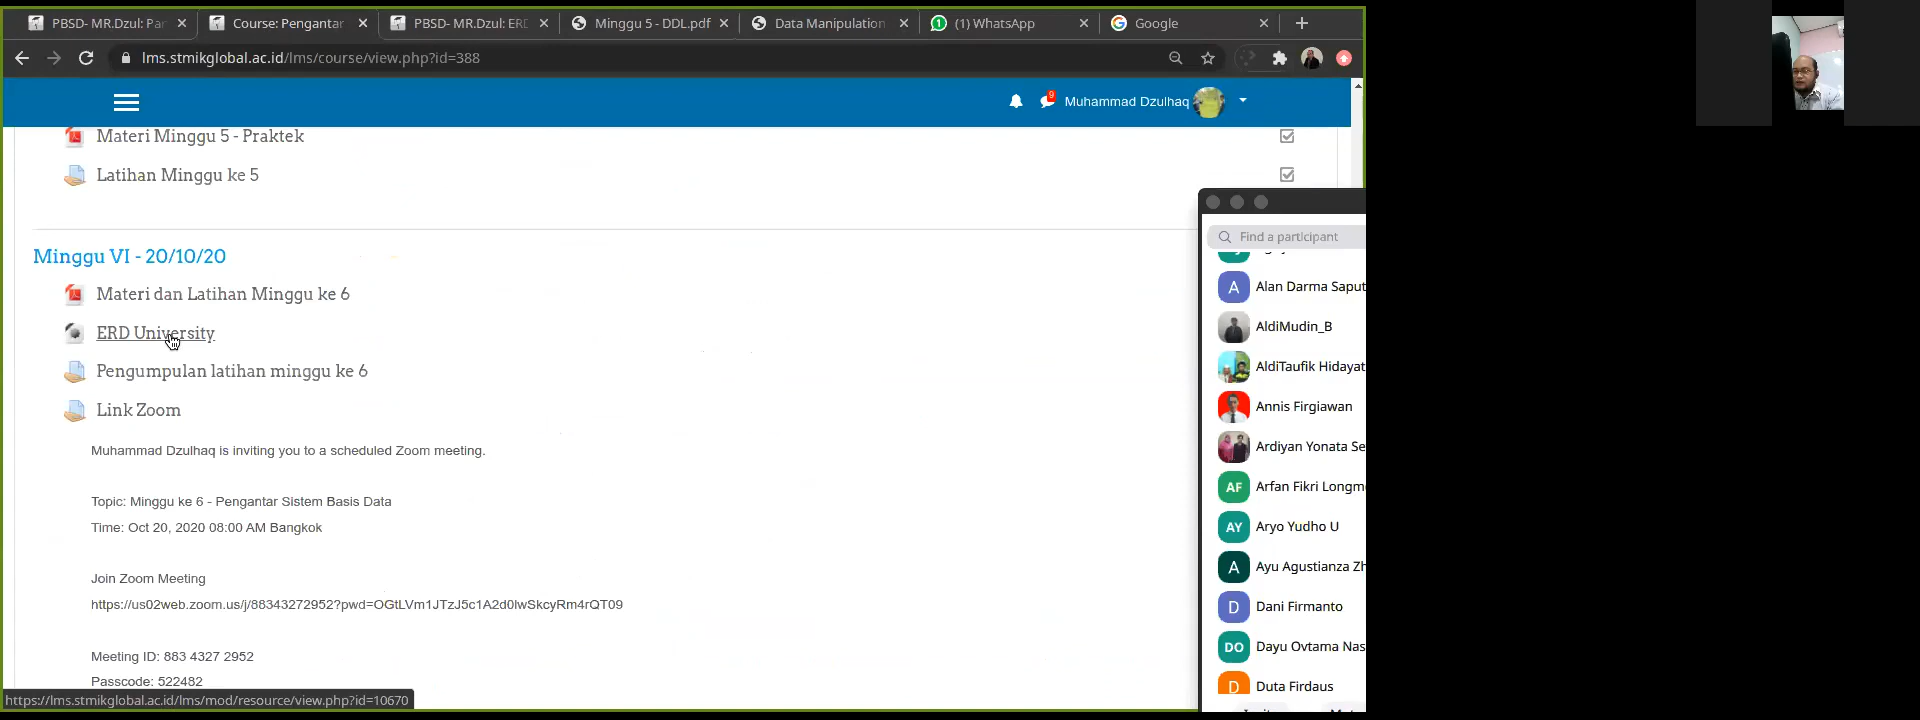 PBSD- MR.Dzul: Par
Course: Pengantar
PBSD- MR.Dzul: ERD
Minggu 5 - DDL.pdf
Data Manipulation
(1) WhatsApp
Google
lms.stmikglobal.ac.id/lms/course/view.php?id=388
9
Muhammad Dzulhaq
Materi Minggu 5 - Praktek
Latihan Minggu ke 5
Minggu VI - 20/10/20
Materi dan Latihan Minggu ke 6
ERD University
Pengumpulan latihan minggu ke 6
Link Zoom
Muhammad Dzulhaq is inviting you to a scheduled Zoom meeting.
Topic: Minggu ke 6 - Pengantar Sistem Basis Data
Time: Oct 20, 2020 08:00 AM Bangkok
Join Zoom Meeting
https://us02web.zoom.us/j/88343272952?pwd=OGtLVm1JTzJ5c1A2d0lwSkcyRm4rQT09
Meeting ID: 883 4327 2952
Passcode: 522482
https://lms.stmikglobal.ac.id/lms/mod/resource/view.php?id=10670
Find a participant
A Alan Darma Saput
AldiMudin_B
AldiTaufik Hidayat
Annis Firgiawan
Ardiyan Yonata Se
AF Arfan Fikri Longm
AY Aryo Yudho U
A Ayu Agustianza Zh
D Dani Firmanto
DO Dayu Ovtama Nas
D Duta Firdaus